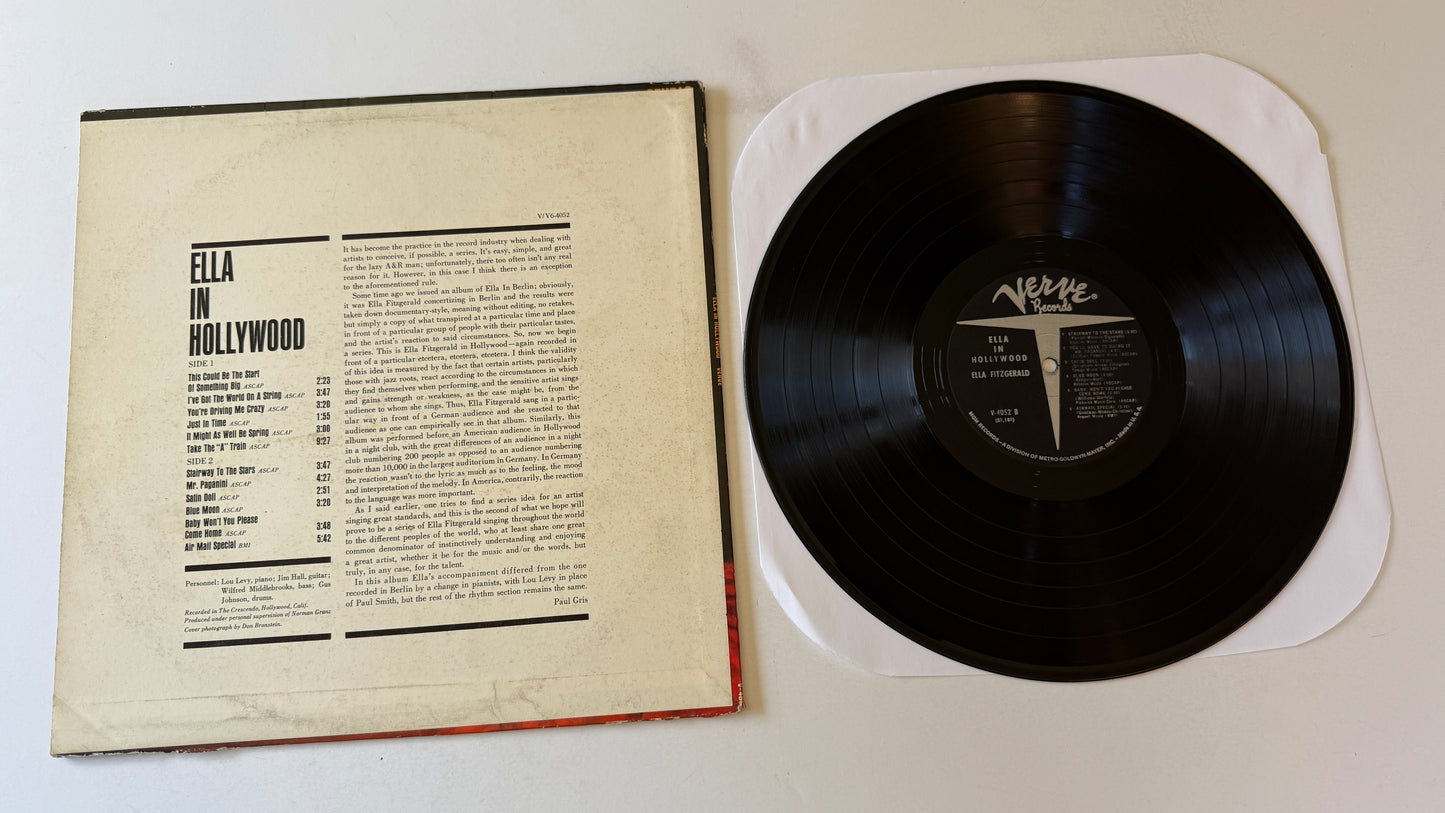 V/V6-4052
ELLA
IN
HOLLYWOOD
SIDE 1
This Could Be The Start
Of Something Big ASCAP 2:23
I've Got The World On A String ASCAP 3:47
You're Driving Me Crazy ASCAP 3:20
Just In Time ASCAP 1:55
It Might As Well Be Spring ASCAP 3:00
Take The "A" Train ASCAP 9:27
SIDE 2
Stairway To The Stars ASCAP 3:47
Mr. Paganini ASCAP 4:27
Satin Doll ASCAP 2:51
Blue Moon ASCAP 3:20
Baby Won't You Please
Come Home ASCAP 3:48
Air Mail Special BMI 5:42
Personnel: Lou Levy, piano; Jim Hall, guitar;
Wilfred Middlebrooks, bass; Gus
Johnson, drums.
Recorded in The Crescendo, Hollywood, Calif.
Produced under personal supervision of Norman Granz
Cover photograph by Don Bronstein.
It has become the practice in the record industry when dealing with
artists to conceive, if possible, a series. It's easy, simple, and great
for the lazy A&R man; unfortunately, there too often isn't any real
reason for it. However, in this case I think there is an exception
to the aforementioned rule.
Some time ago we issued an album of Ella In Berlin; obviously,
it was Ella Fitzgerald concertizing in Berlin and the results were
taken down documentary-style, meaning without editing, no retakes,
but simply a copy of what transpired at a particular time and place
in front of a particular group of people with their particular tastes,
and the artist's reaction to said circumstances. So, now we begin
a series. This is Ella Fitzgerald in Hollywood—again recorded in
front of a particular etcetera, etcetera, etcetera. I think the validity
of this idea is measured by the fact that certain artists, particularly
those with jazz roots, react according to the circumstances in which
they find themselves when performing, and the sensitive artist sings
and gains strength or weakness, as the case might be, from the
audience to whom she sings. Thus, Ella Fitzgerald sang in a partic-
ular way in front of a German audience and she reacted to that
audience as one can empirically see in that album. Similarly, this
album was performed before an American audience in Hollywood
in a night club, with the great differences of an audience in a night
club numbering 200 people as opposed to an audience numbering
more than 10,000 in the largest auditorium in Germany. In Germany
the reaction wasn't to the lyric as much as to the feeling, the mood
and interpretation of the melody. In America, contrarily, the reaction
to the language was more important.
As I said earlier, one tries to find a series idea for an artist
singing great standards, and this is the second of what we hope will
prove to be a series of Ella Fitzgerald singing throughout the world
to the different peoples of the world, who at least share one great
common denominator of instinctively understanding and enjoying
a great artist, whether it be for the music and/or the words, but
truly, in any case, for the talent.
In this album Ella's accompaniment differed from the one
recorded in Berlin by a change in pianists, with Lou Levy in place
of Paul Smith, but the rest of the rhythm section remains the same.
Paul Gris
ELLA IN HOLLYWOOD VERVE
VERVE®
Records
ELLA
IN
HOLLYWOOD
ELLA FITZGERALD
V-4052 B
(61,181)
STAIRWAY TO THE STARS
YOU'LL HAVE TO SWING IT
MR. PAGANINI
SATIN DOLL
BLUE MOON
BABY, WON'T YOU PLEASE
COME HOME
AIRMAIL SPECIAL
MGM RECORDS – A DIVISION OF METRO-GOLDWYN-MAYER, INC. – Made in U.S.A.